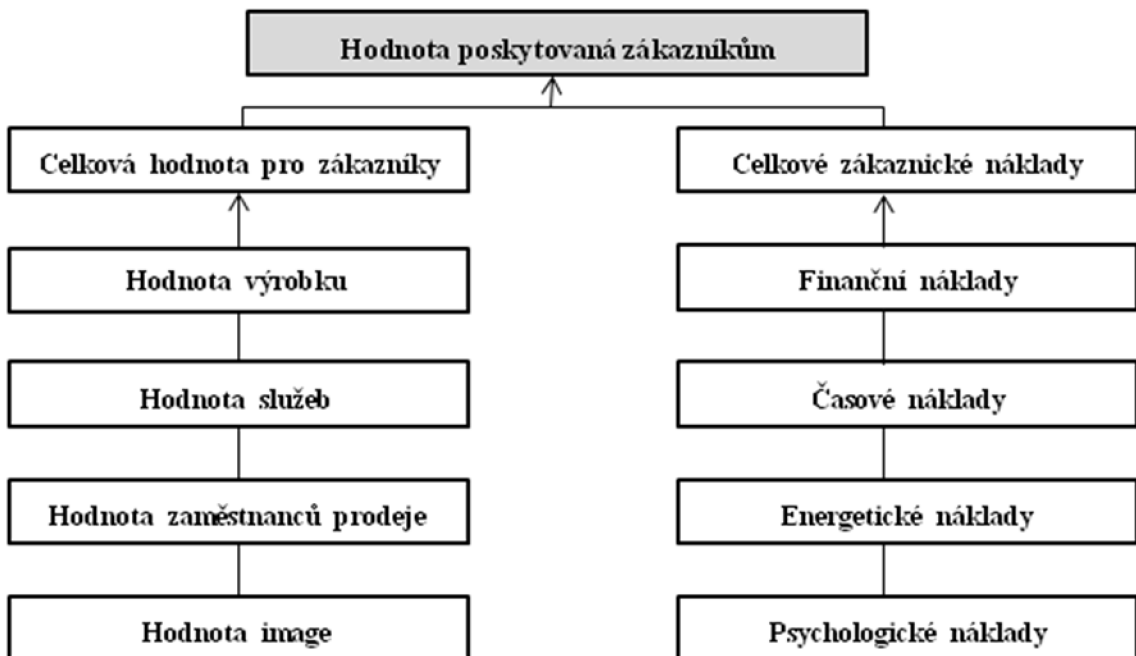 Hodnota poskytovaná zákazníkům
Celková hodnota pro zákazníky
Celkové zákaznické náklady
Hodnota výrobku
Finanční náklady
Hodnota služeb
Časové náklady
Hodnota zaměstnanců prodeje
Energetické náklady
Hodnota image
Psychologické náklady